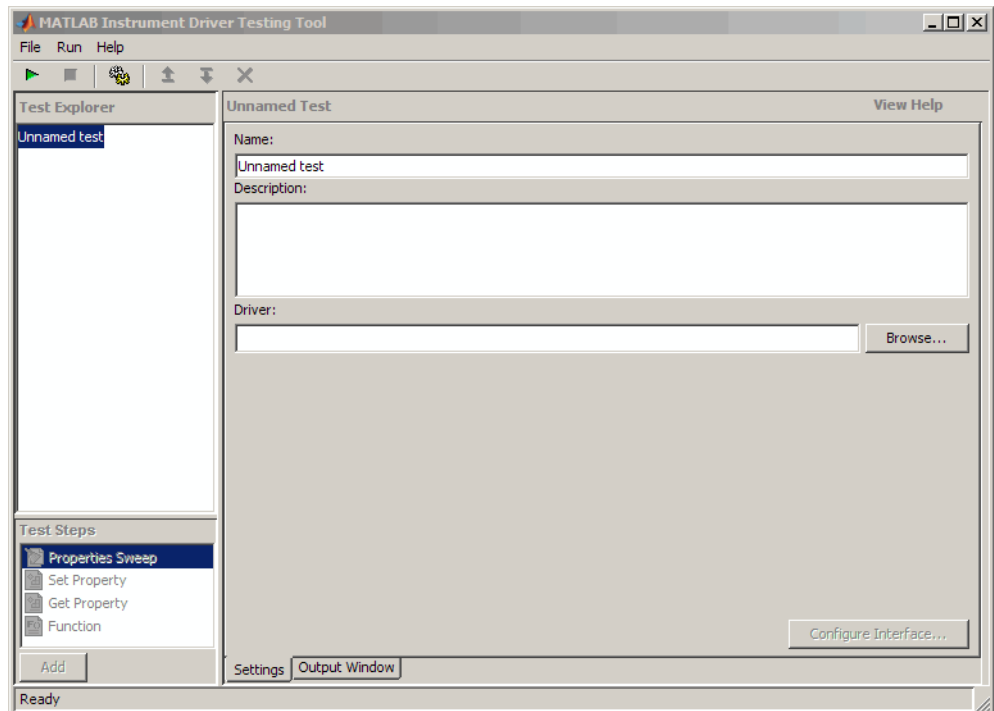 MATLAB Instrument Driver Testing Tool
File Run Help
Test Explorer
Unnamed test
Test Steps
Properties Sweep
Set Property
Get Property
Function
Add
Unnamed Test View Help
Name:
Unnamed test
Description:
Driver:
Browse...
Configure Interface...
Settings Output Window
Ready